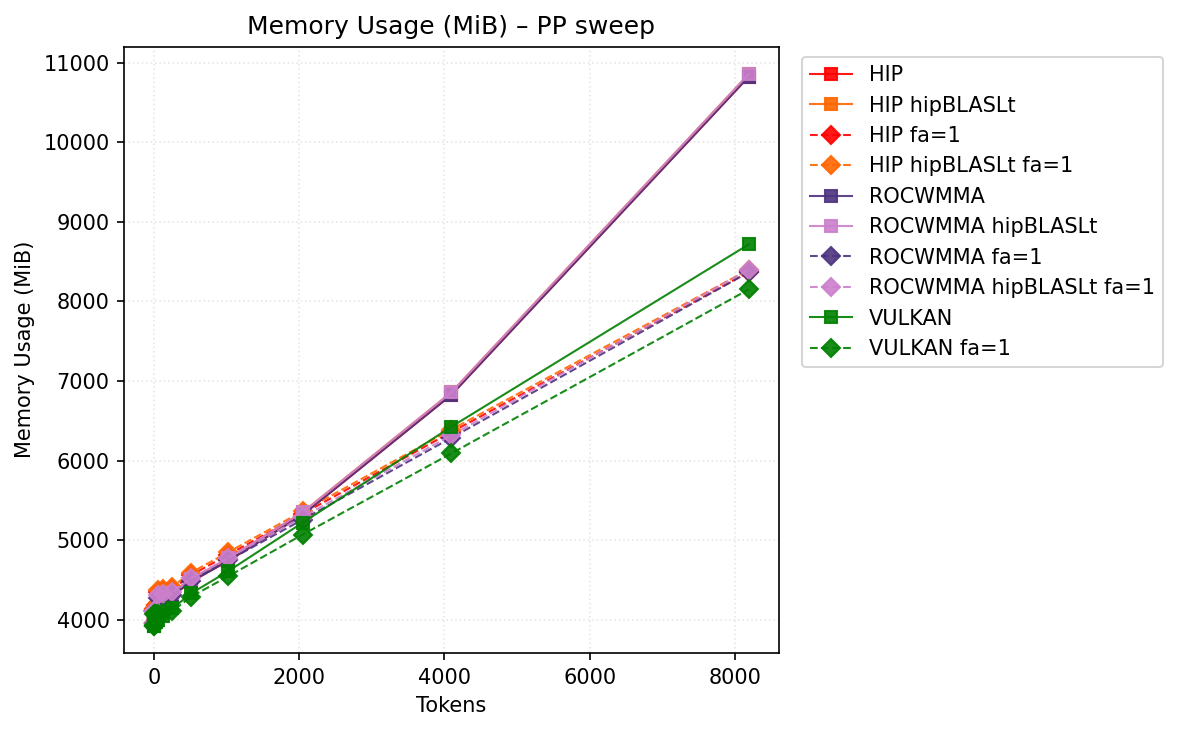 Memory Usage (MiB) – PP sweep
11000
10000
9000
8000
7000
6000
5000
4000
Memory Usage (MiB)
0 2000 4000 6000 8000
Tokens
HIP
HIP hipBLASLt
HIP fa=1
HIP hipBLASLt fa=1
ROCWMMA
ROCWMMA hipBLASLt
ROCWMMA fa=1
ROCWMMA hipBLASLt fa=1
VULKAN
VULKAN fa=1